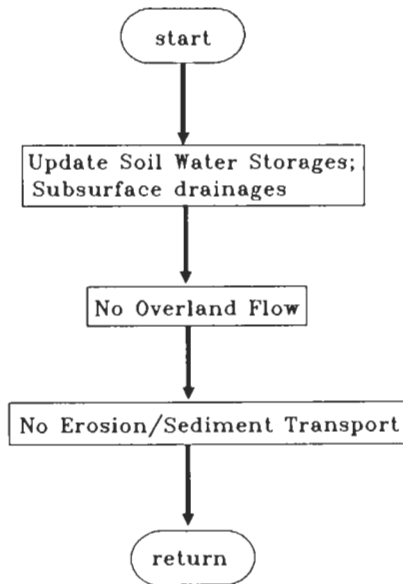 start
Update Soil Water Storages;
Subsurface drainages
No Overland Flow
No Erosion/Sediment Transport
return